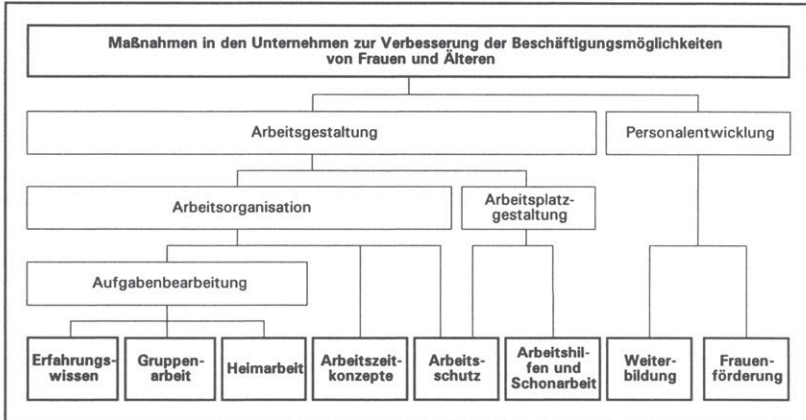 Maßnahmen in den Unternehmen zur Verbesserung der Beschäftigungsmöglichkeiten
von Frauen und Älteren
Arbeitsgestaltung
Personalentwicklung
Arbeitsorganisation
Arbeitsplatz-
gestaltung
Aufgabenbearbeitung
Erfahrungs-
wissen
Gruppen-
arbeit
Heimarbeit
Arbeitszeit-
konzepte
Arbeits-
schutz
Arbeitshil-
fen und
Schonarbeit
Weiter-
bildung
Frauen-
förderung